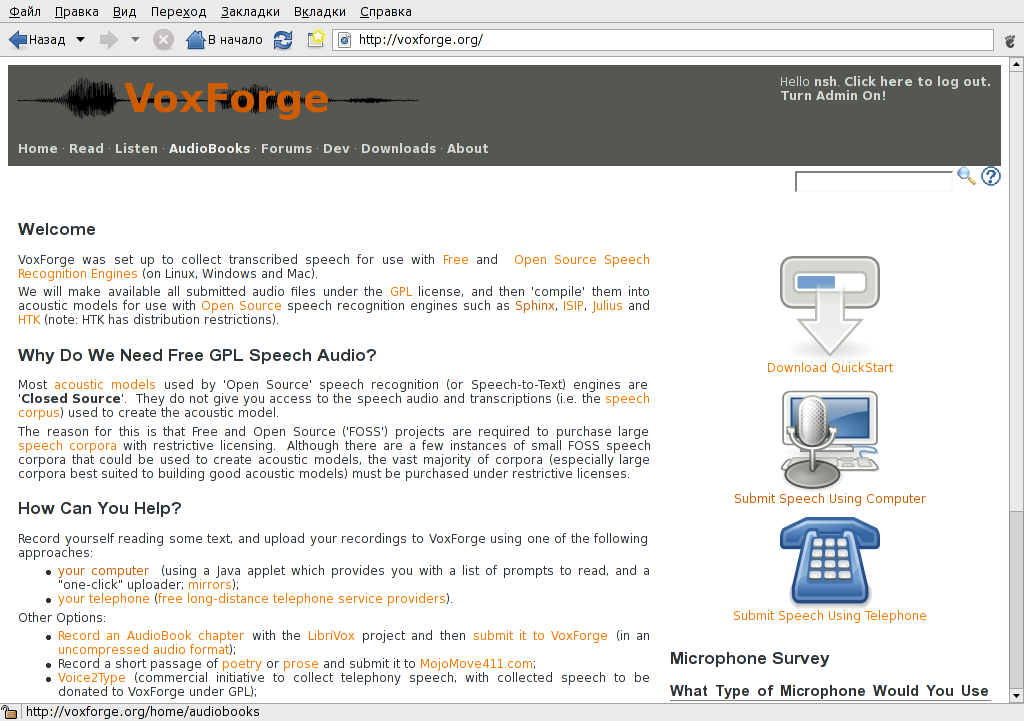 Файл Правка Вид Переход Закладки Вкладки Справка
Назад В начало http://voxforge.org/
VoxForge
Hello nsh. Click here to log out.
Turn Admin On!
Home · Read · Listen · AudioBooks · Forums · Dev · Downloads · About
Welcome
VoxForge was set up to collect transcribed speech for use with Free and Open Source Speech
Recognition Engines (on Linux, Windows and Mac).
We will make available all submitted audio files under the GPL license, and then 'compile' them into
acoustic models for use with Open Source speech recognition engines such as Sphinx, ISIP, Julius and
HTK (note: HTK has distribution restrictions).
Why Do We Need Free GPL Speech Audio?
Most acoustic models used by 'Open Source' speech recognition (or Speech-to-Text) engines are
'Closed Source'. They do not give you access to the speech audio and transcriptions (i.e. the speech
corpus) used to create the acoustic model.
The reason for this is that Free and Open Source ('FOSS') projects are required to purchase large
speech corpora with restrictive licensing. Although there are a few instances of small FOSS speech
corpora that could be used to create acoustic models, the vast majority of corpora (especially large
corpora best suited to building good acoustic models) must be purchased under restrictive licenses.
How Can You Help?
Record yourself reading some text, and upload your recordings to VoxForge using one of the following
approaches:
• your computer (using a Java applet which provides you with a list of prompts to read, and a
"one-click" uploader; mirrors);
• your telephone (free long-distance telephone service providers).
Other Options:
• Record an AudioBook chapter with the LibriVox project and then submit it to VoxForge (in an
uncompressed audio format);
• Record a short passage of poetry or prose and submit it to MojoMove411.com;
• Voice2Type (commercial initiative to collect telephony speech, with collected speech to be
donated to VoxForge under GPL);
Download QuickStart
Submit Speech Using Computer
Submit Speech Using Telephone
Microphone Survey
What Type of Microphone Would You Use
http://voxforge.org/home/audiobooks